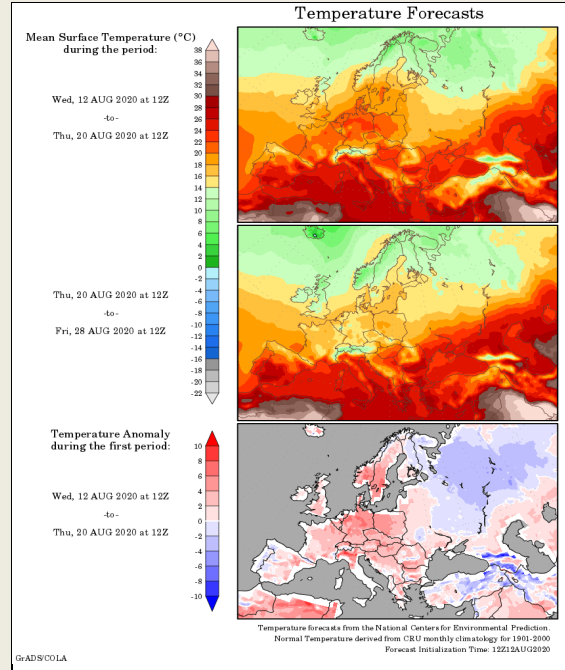 Temperature Forecasts
Mean Surface Temperature (°C)
during the period:
Wed, 12 AUG 2020 at 12Z
-to-
Thu, 20 AUG 2020 at 12Z
38
36
34
32
30
28
26
24
22
20
18
16
14
12
10
8
6
4
2
0
-2
-4
-6
-8
-10
-12
-14
-16
-18
-20
-22
Thu, 20 AUG 2020 at 12Z
-to-
Fri, 28 AUG 2020 at 12Z
Temperature Anomaly
during the first period:
Wed, 12 AUG 2020 at 12Z
-to-
Thu, 20 AUG 2020 at 12Z
10
8
6
4
2
0
-2
-4
-6
-8
-10
Temperature forecasts from the National Centers for Environmental Prediction.
Normal Temperature derived from CRU monthly climatology for 1901-2000
Forecast Initialization Time: 12Z12AUG2020
GrADS/COLA